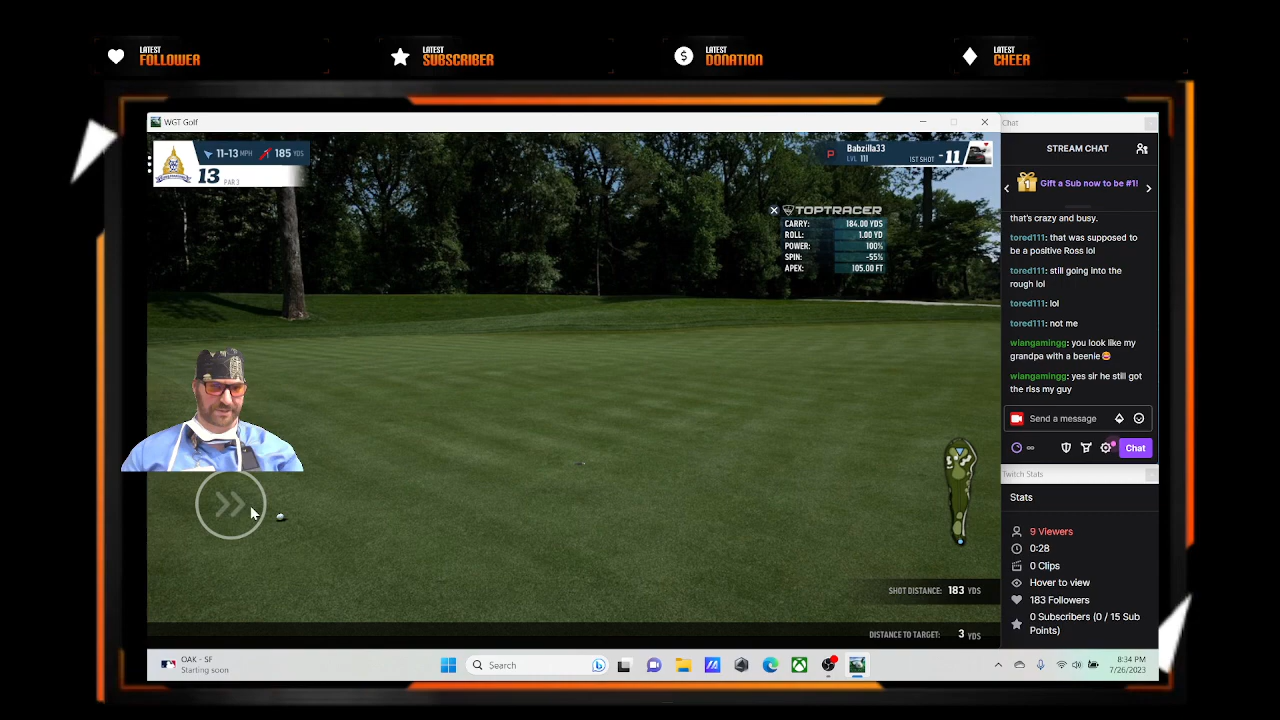 LATEST
FOLLOWER
LATEST
SUBSCRIBER
LATEST
DONATION
LATEST
CHEER
WGT Golf
11-13 MPH 185 YDS
13 PAR 3
Babzilla33
LVL 111 1ST SHOT -11
TOPTRACER
CARRY: 184.00 YDS
ROLL: 1.00 YD
POWER: 100%
SPIN: -55%
APEX: 105.00 FT
SHOT DISTANCE: 183 YDS
DISTANCE TO TARGET: 3 YDS
Chat
STREAM CHAT
1 Gift a Sub now to be #1!
that's crazy and busy.
tored111: that was supposed to
be a positive Ross lol
tored111: still going into the
rough lol
tored111: lol
tored111: not me
wiangamingg: you look like my
grandpa with a beenie
wiangamingg: yes sir he still got
the riss my guy
Send a message
Chat
Twitch Stats
Stats
9 Viewers
0:28
0 Clips
Hover to view
183 Followers
0 Subscribers (0 / 15 Sub
Points)
OAK - SF
Starting soon
Search
8:34 PM
7/26/2023